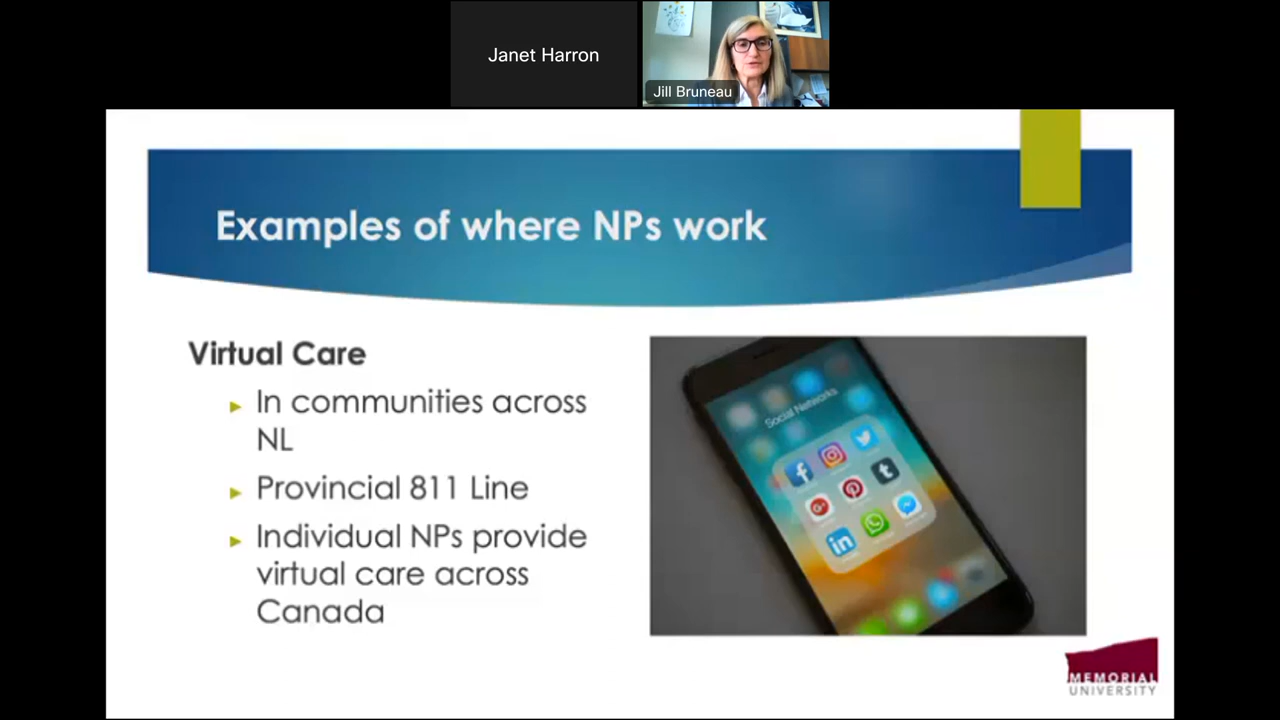 Janet Harron
Jill Bruneau
Examples of where NPs work
Virtual Care
In communities across
NL
Provincial 811 Line
Individual NPs provide
virtual care across
Canada
Social Networks
MEMORIAL
UNIVERSITY